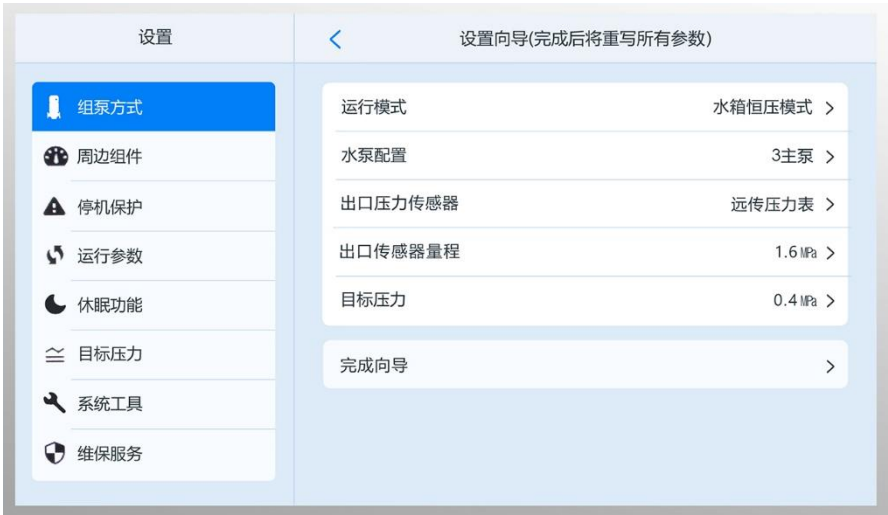 设置
组泵方式
周边组件
停机保护
运行参数
休眠功能
目标压力
系统工具
维保服务
设置向导(完成后将重写所有参数)
运行模式 水箱恒压模式
水泵配置 3主泵
出口压力传感器 远传压力表
出口传感器量程 1.6 MPa
目标压力 0.4 MPa
完成向导